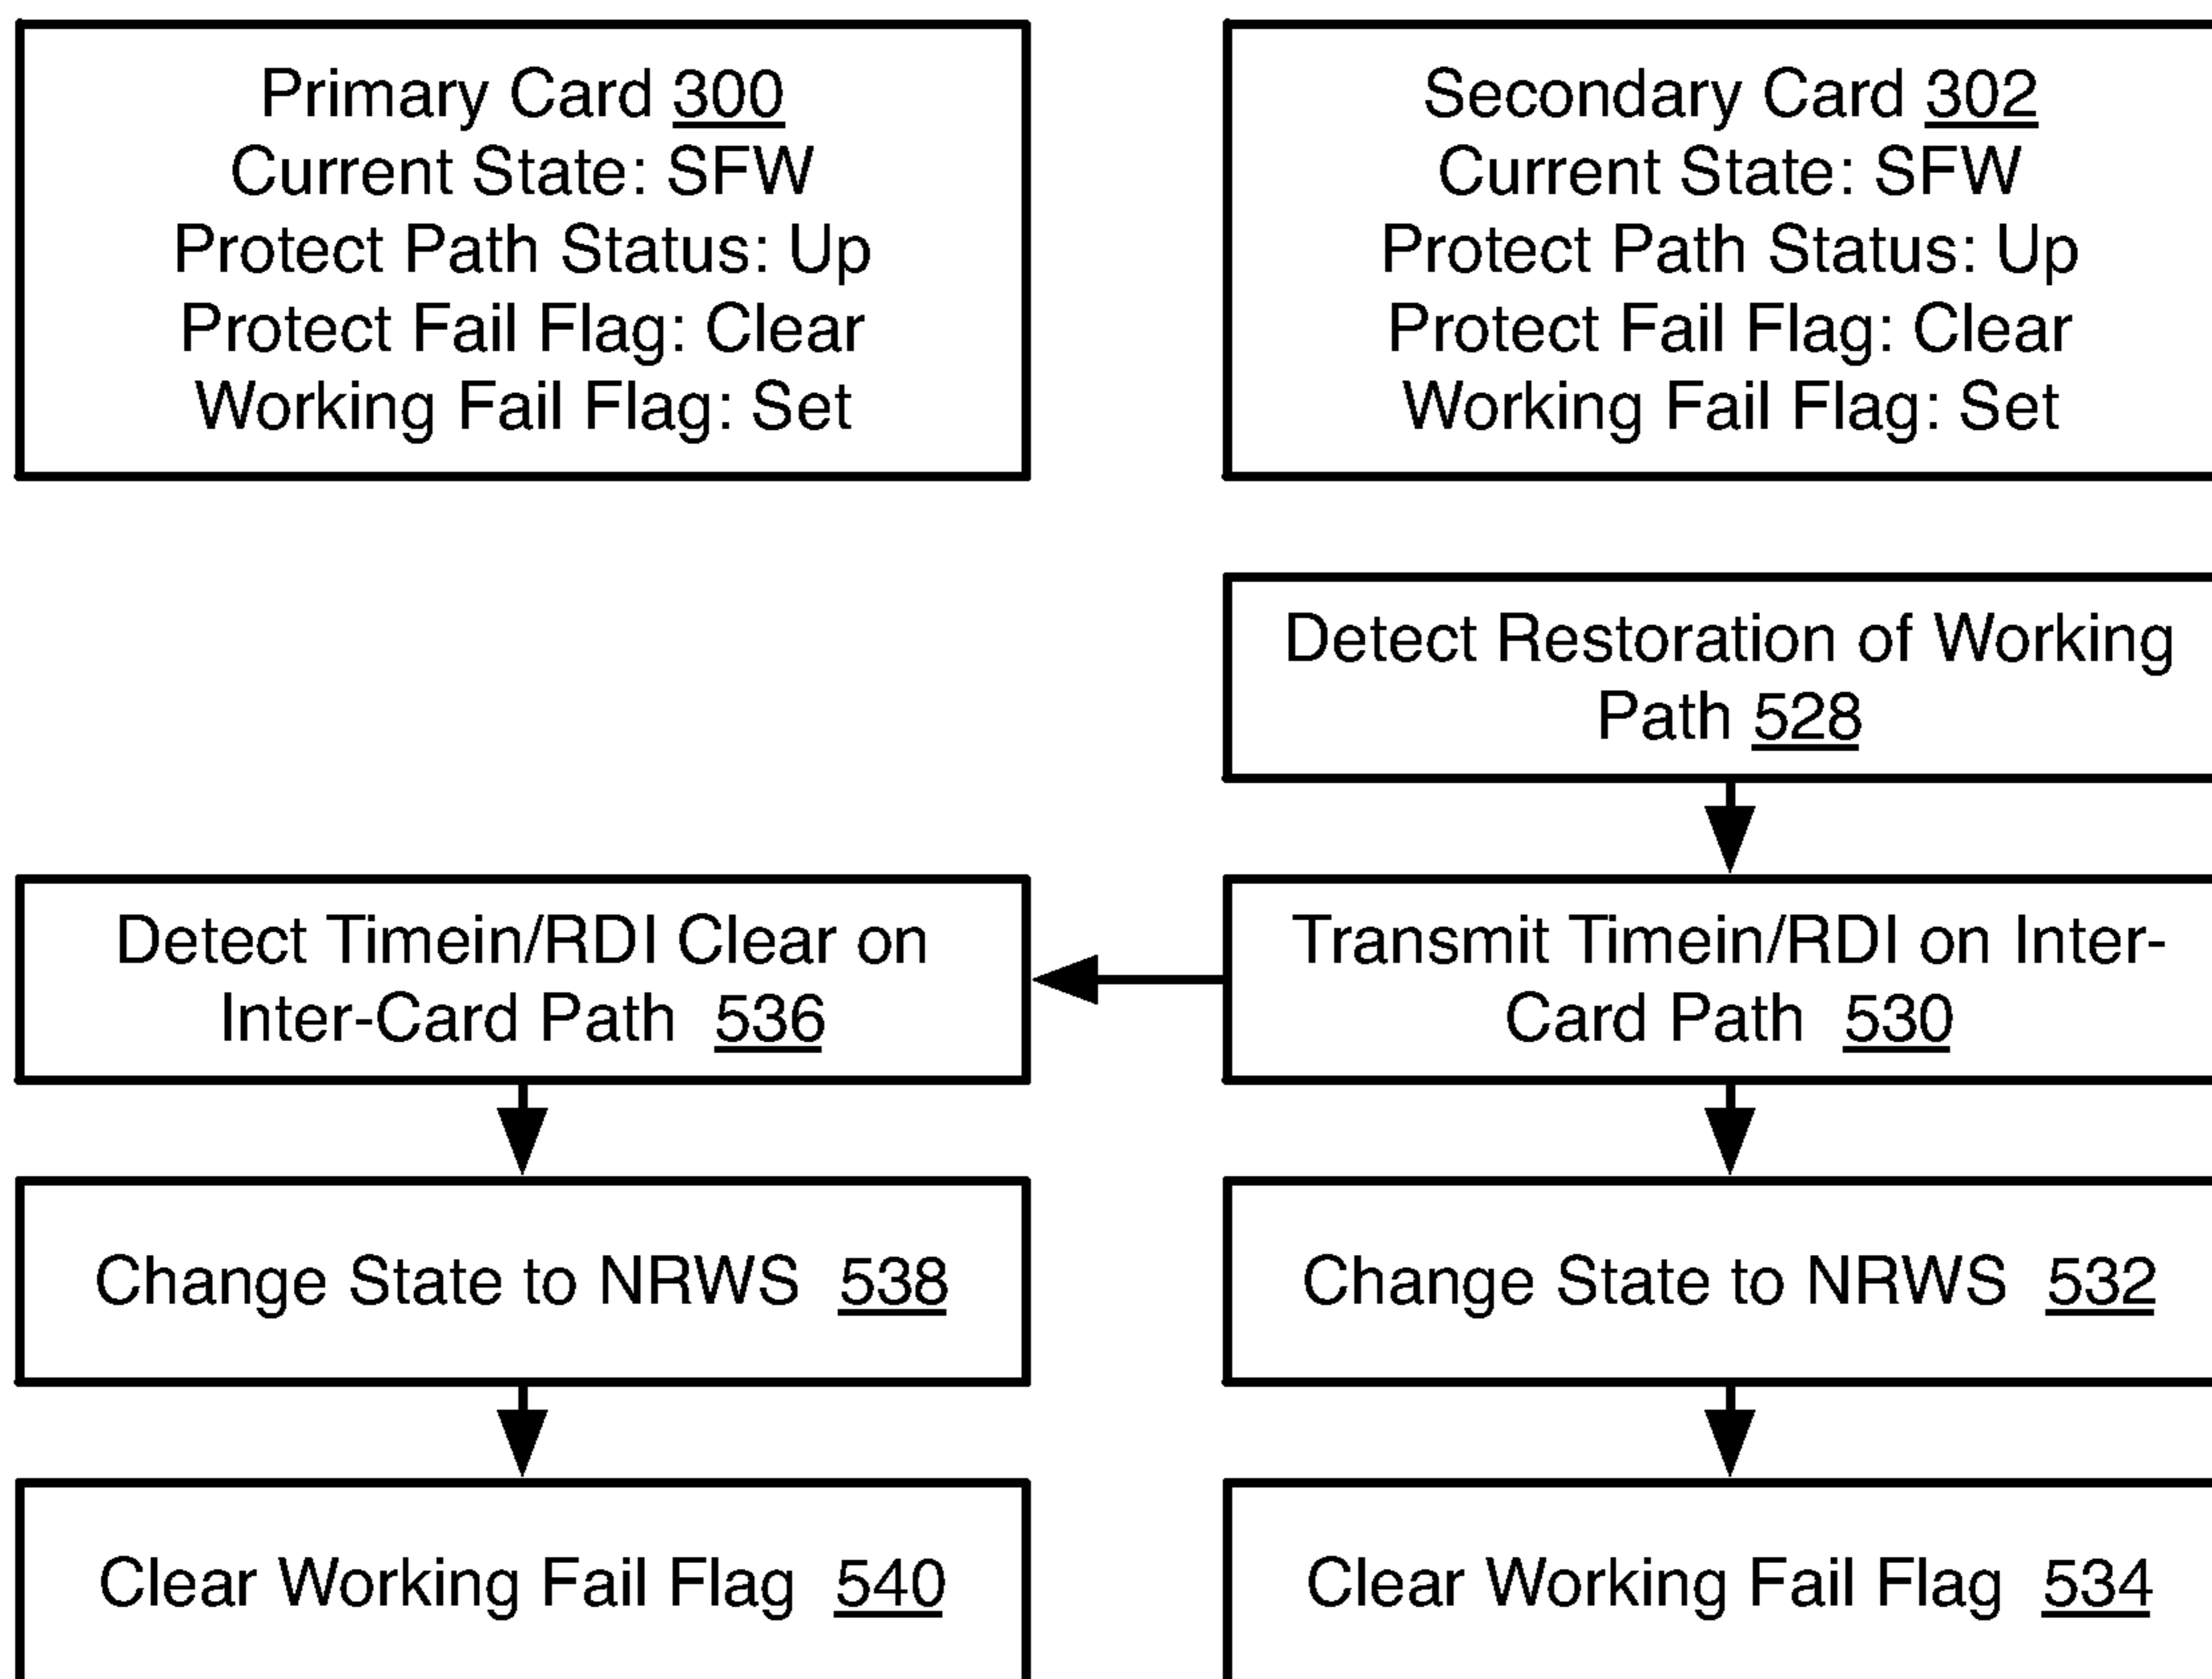 Primary Card 300
Current State: SFW
Protect Path Status: Up
Protect Fail Flag: Clear
Working Fail Flag: Set
Secondary Card 302
Current State: SFW
Protect Path Status: Up
Protect Fail Flag: Clear
Working Fail Flag: Set
Detect Restoration of Working
Path 528
Detect Timein/RDI Clear on
Inter-Card Path 536
Transmit Timein/RDI on Inter-
Card Path 530
Change State to NRWS 538
Change State to NRWS 532
Clear Working Fail Flag 540
Clear Working Fail Flag 534